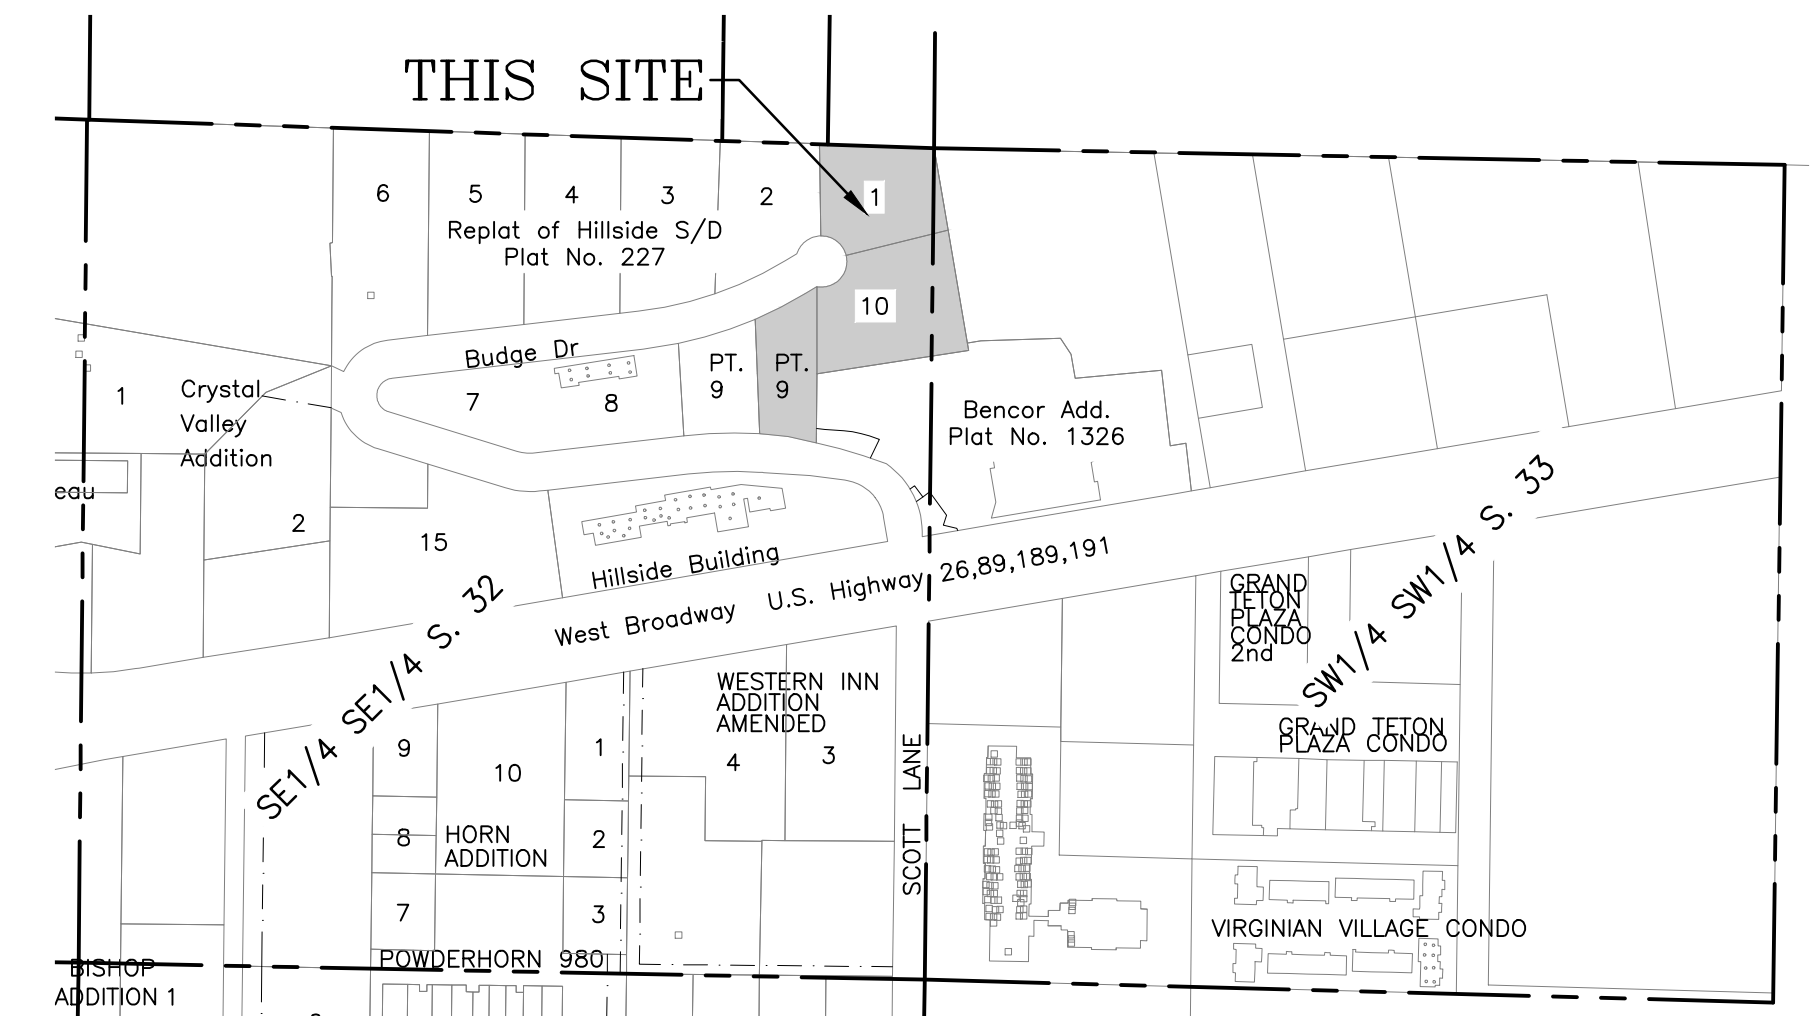 THIS SITE
6
5
4
3
2
1
Replat of Hillside S/D
Plat No. 227
10
Budge Dr
PT.
9
PT.
9
7
8
1
Crystal
Valley
Addition
Bencor Add.
Plat No. 1326
eau
2
15
Hillside Building
West Broadway U.S. Highway 26,89,189,191
SE1/4 SE1/4 S. 32
SW1/4 SW1/4 S. 33
GRAND
TETON
PLAZA
CONDO
2nd
WESTERN INN
ADDITION
AMENDED
4
3
GRAND TETON
PLAZA CONDO
SCOTT LANE
9
10
1
8
HORN
ADDITION
2
7
3
VIRGINIAN VILLAGE CONDO
POWDERHORN 980
BISHOP
ADDITION 1